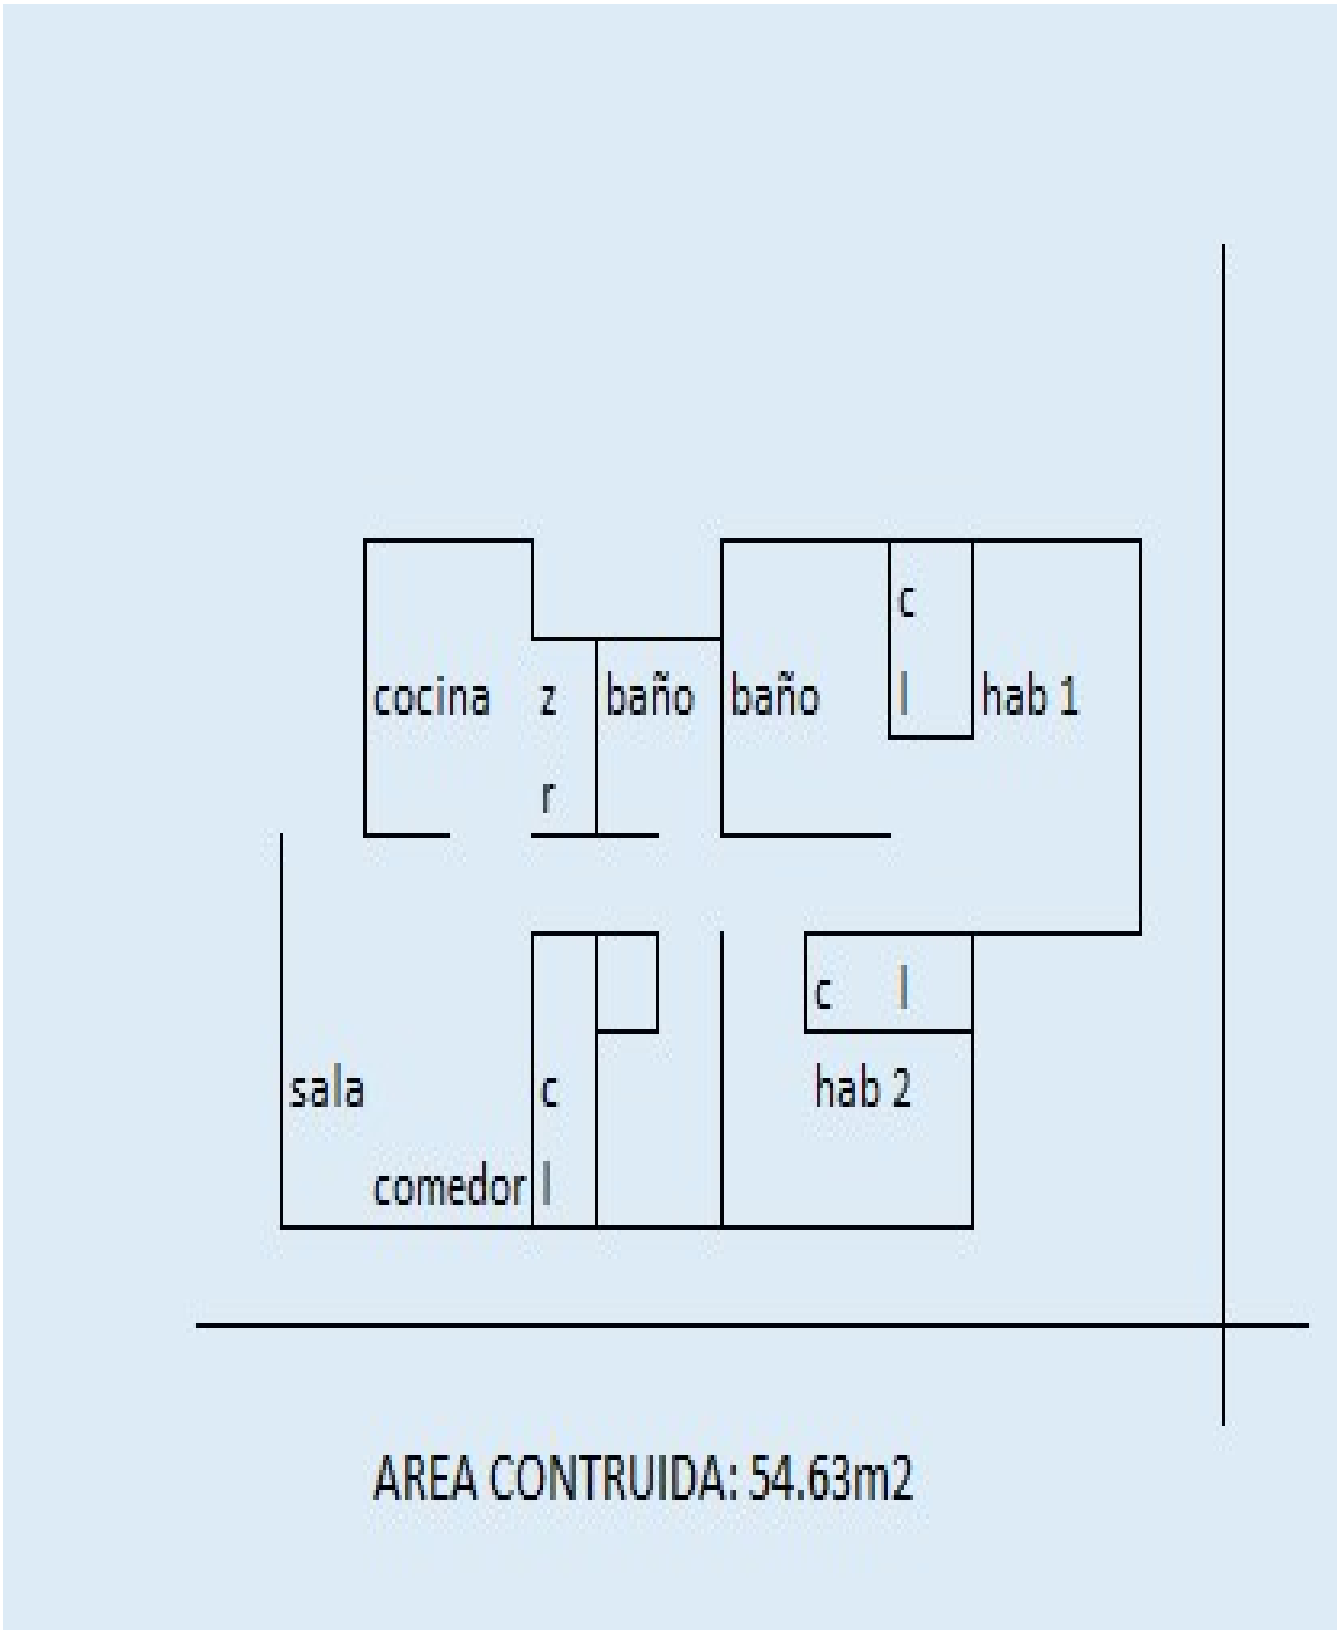 c
cocina z baño baño l hab 1
r
c l
sala c hab 2
comedor l
AREA CONTRUIDA: 54.63m2